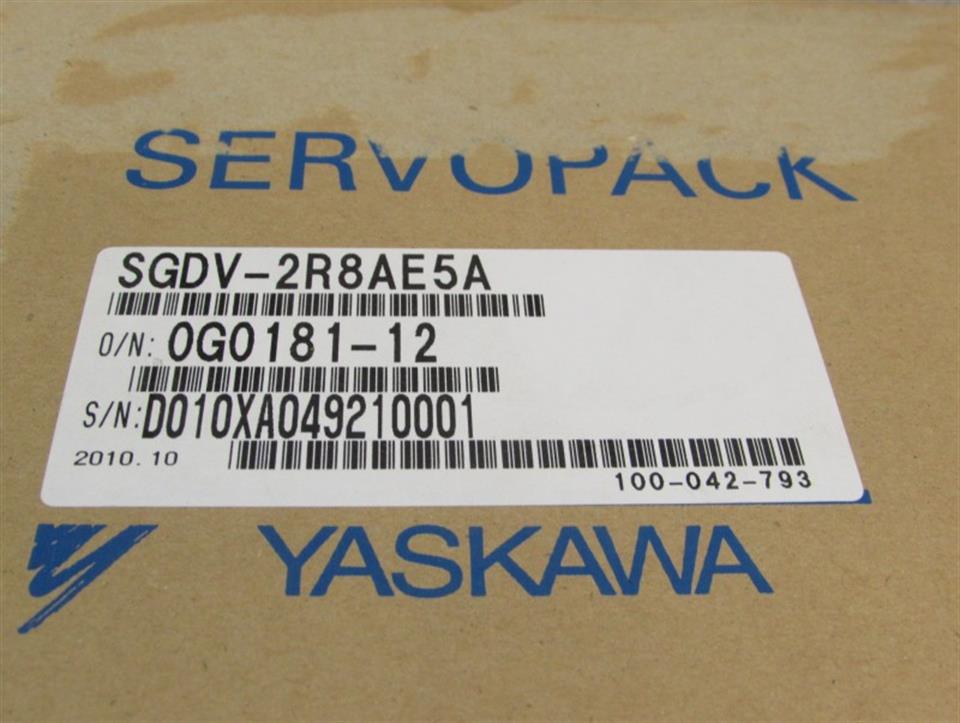 SERVOPACK
SGDV-2R8AE5A
O/N: 0G0181-12
S/N: D010XA049210001
2010.10
100-042-793
YASKAWA